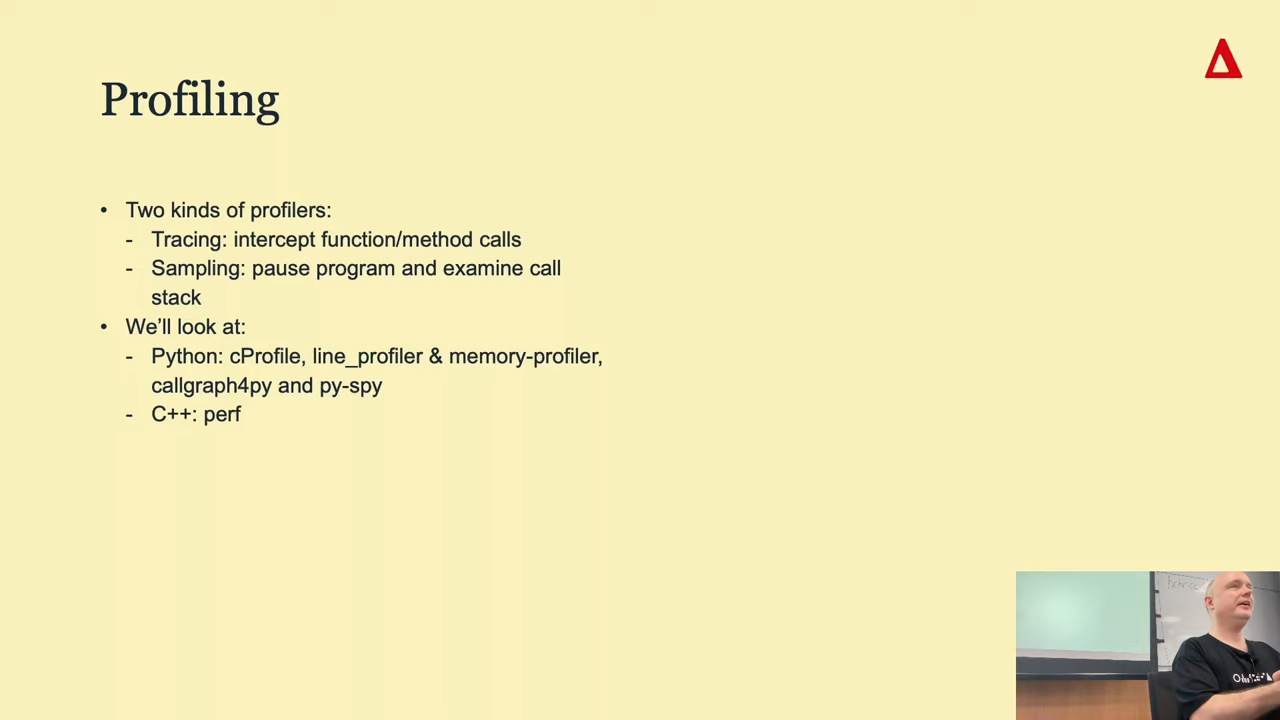 Profiling
• Two kinds of profilers:
- Tracing: intercept function/method calls
- Sampling: pause program and examine call
stack
• We’ll look at:
- Python: cProfile, line_profiler & memory-profiler,
callgraph4py and py-spy
- C++: perf